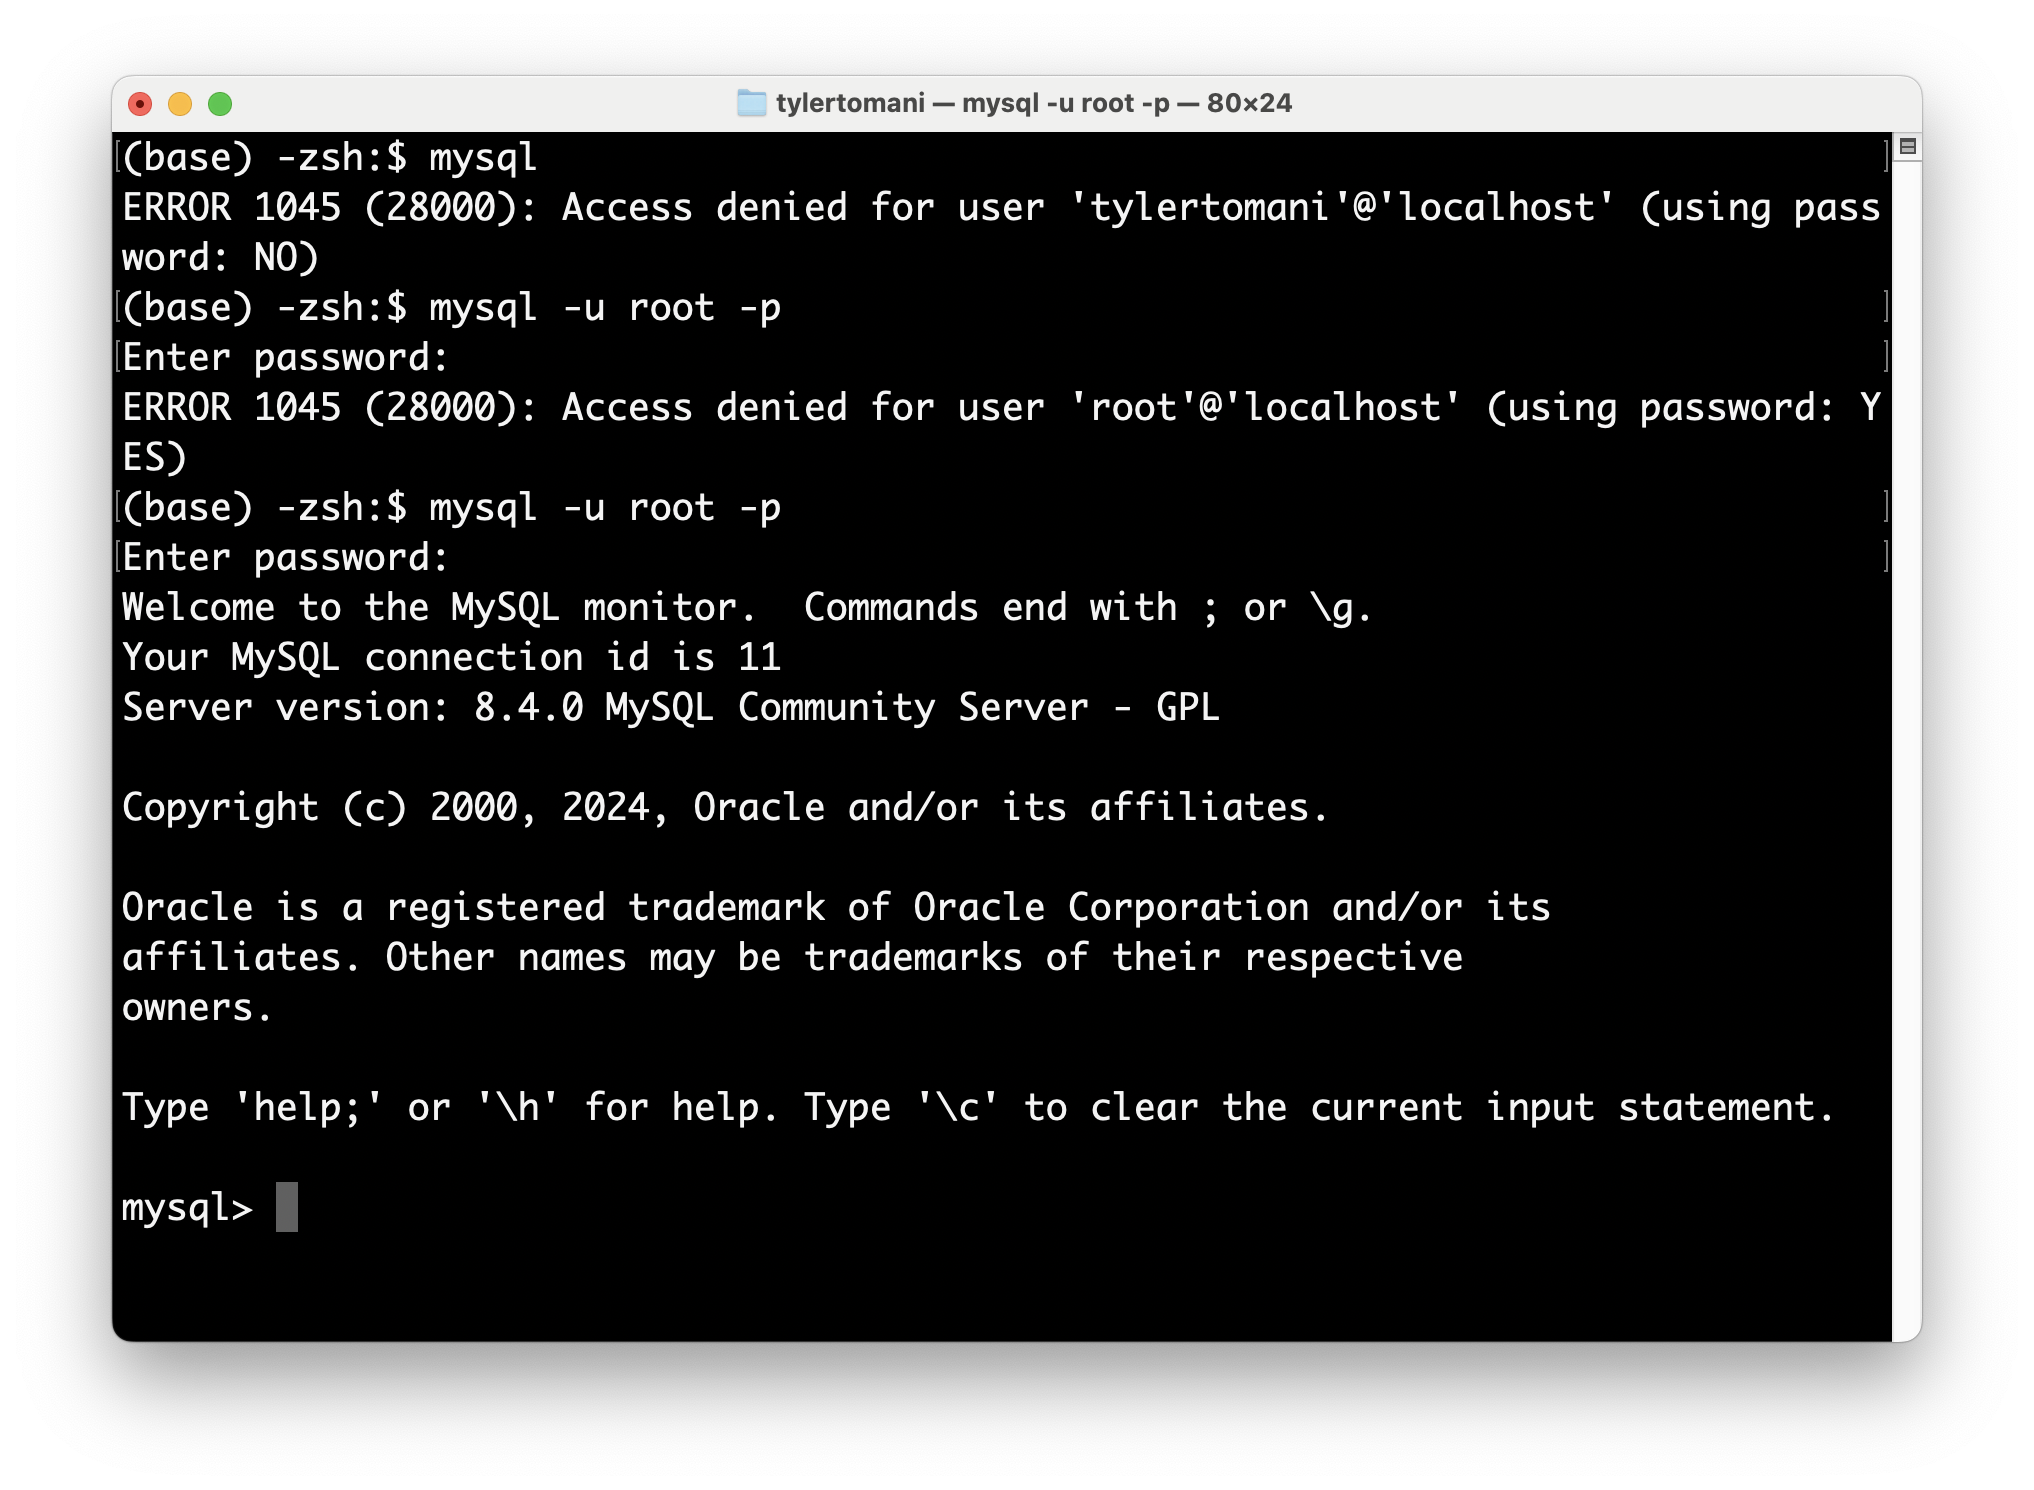 tylertomani — mysql -u root -p — 80×24
(base) -zsh:$ mysql
ERROR 1045 (28000): Access denied for user 'tylertomani'@'localhost' (using pass
word: NO)
(base) -zsh:$ mysql -u root -p
Enter password:
ERROR 1045 (28000): Access denied for user 'root'@'localhost' (using password: Y
ES)
(base) -zsh:$ mysql -u root -p
Enter password:
Welcome to the MySQL monitor.  Commands end with ; or \g.
Your MySQL connection id is 11
Server version: 8.4.0 MySQL Community Server - GPL
Copyright (c) 2000, 2024, Oracle and/or its affiliates.
Oracle is a registered trademark of Oracle Corporation and/or its
affiliates. Other names may be trademarks of their respective
owners.
Type 'help;' or '\h' for help. Type '\c' to clear the current input statement.
mysql>